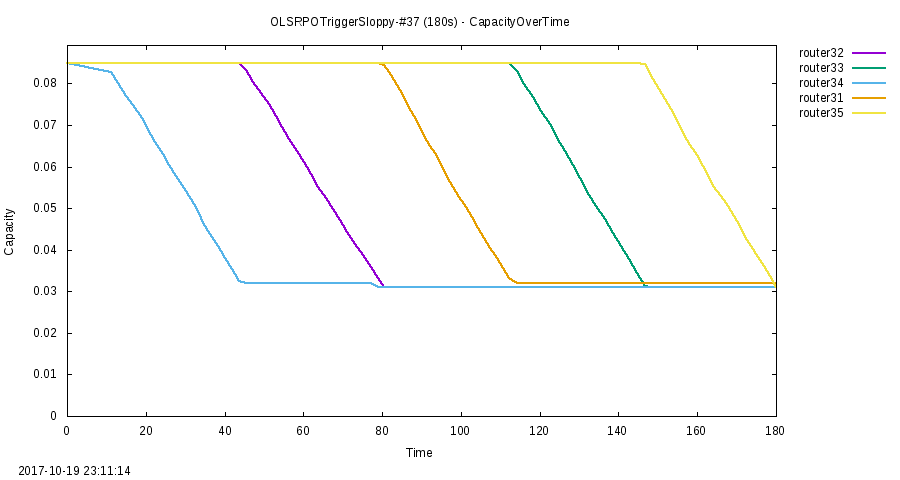 OLSRPOTriggerSloppy-#37 (180s) - CapacityOverTime
router32
router33
router34
router31
router35
Capacity
0.08
0.07
0.06
0.05
0.04
0.03
0.02
0.01
0
0 20 40 60 80 100 120 140 160 180
Time
2017-10-19 23:11:14